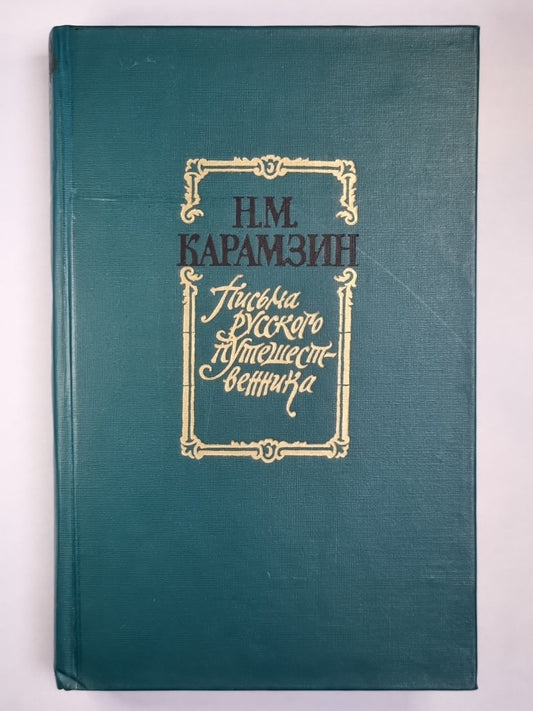 Н.М.
КАРАМЗИН
Письма
русского
путешест-
венника